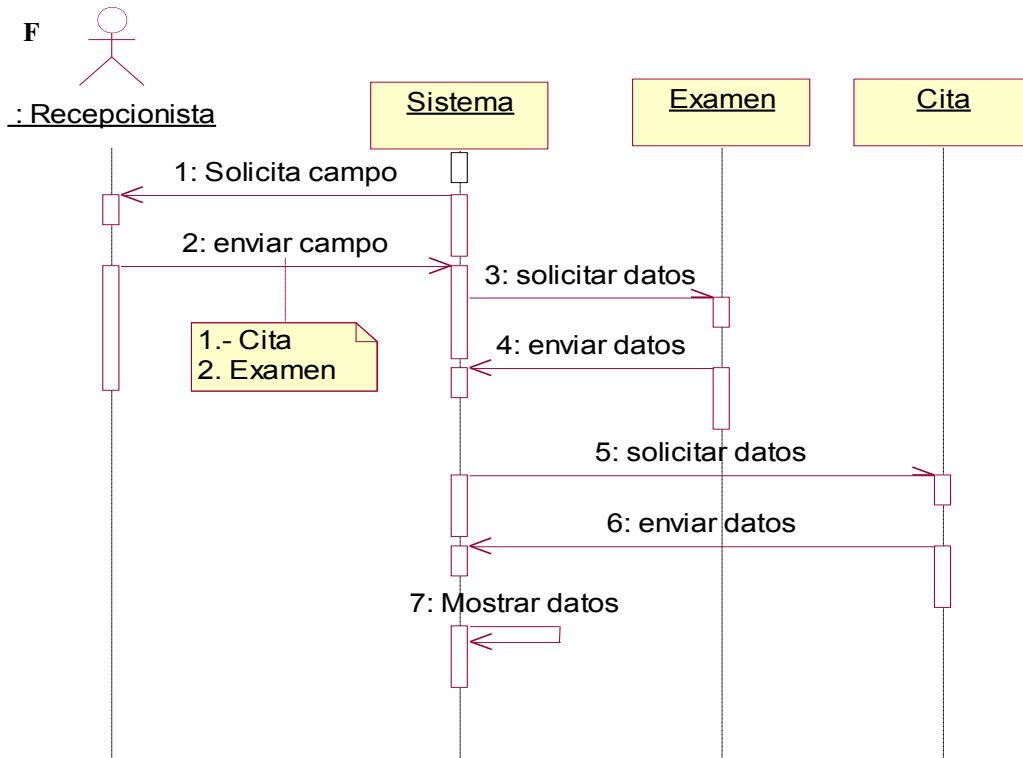 F
: Recepcionista
Sistema
Examen
Cita
1: Solicita campo
2: enviar campo
3: solicitar datos
1.- Cita
2. Examen
4: enviar datos
5: solicitar datos
6: enviar datos
7: Mostrar datos